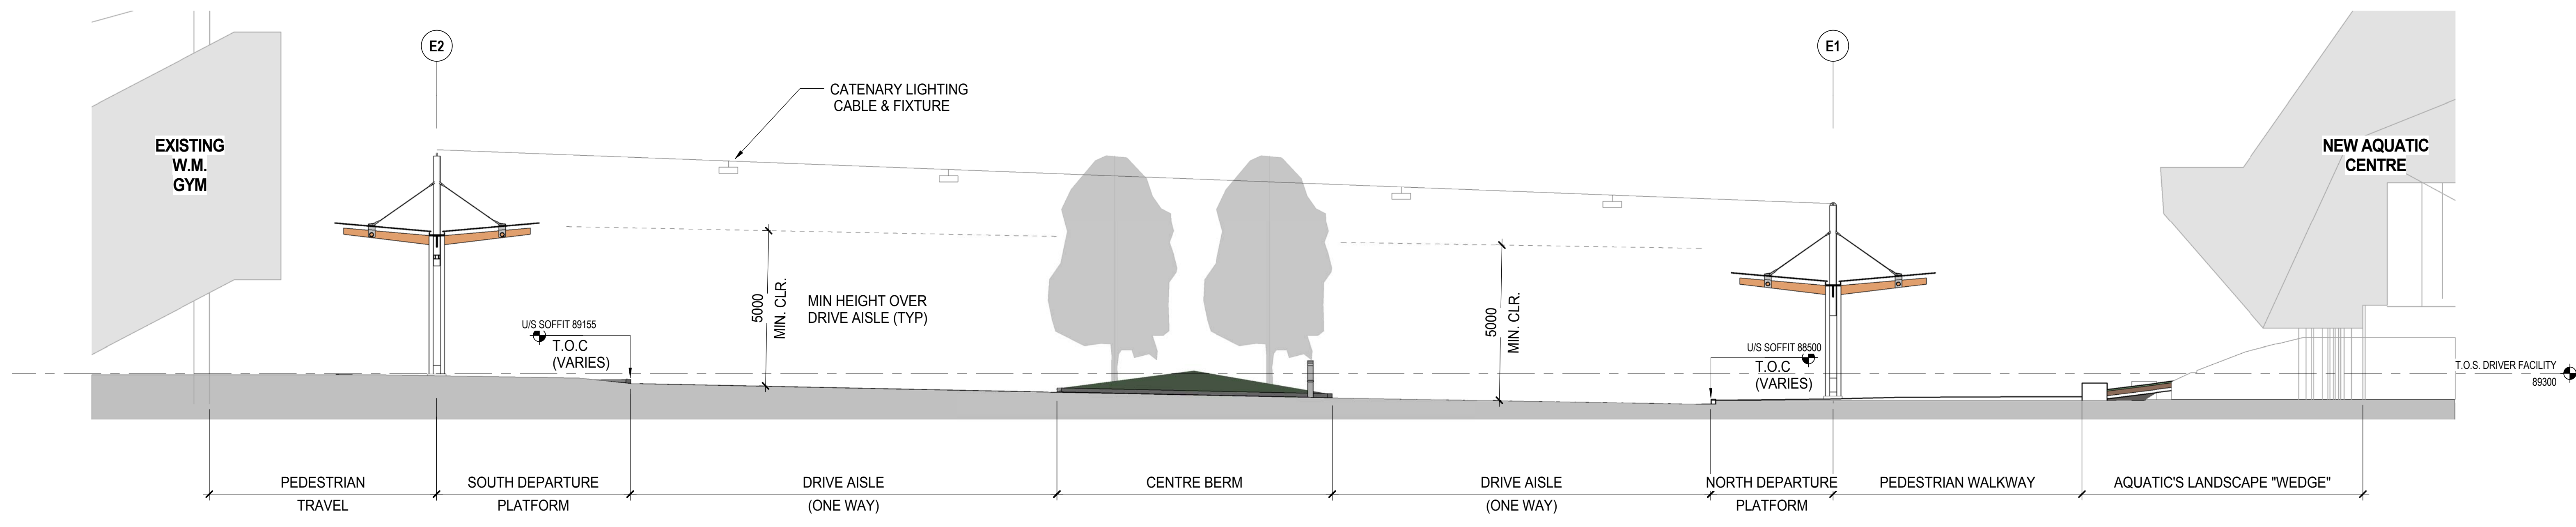 E2
E1
CATENARY LIGHTING
CABLE & FIXTURE
EXISTING
W.M.
GYM
NEW AQUATIC
CENTRE
5000
MIN. CLR.
MIN HEIGHT OVER
DRIVE AISLE (TYP)
5000
MIN. CLR.
U/S SOFFIT 89155
T.O.C
(VARIES)
U/S SOFFIT 88500
T.O.C
(VARIES)
T.O.S. DRIVER FACILITY
89300
PEDESTRIAN
TRAVEL
SOUTH DEPARTURE
PLATFORM
DRIVE AISLE
(ONE WAY)
CENTRE BERM
DRIVE AISLE
(ONE WAY)
NORTH DEPARTURE
PLATFORM
PEDESTRIAN WALKWAY
AQUATIC'S LANDSCAPE "WEDGE"